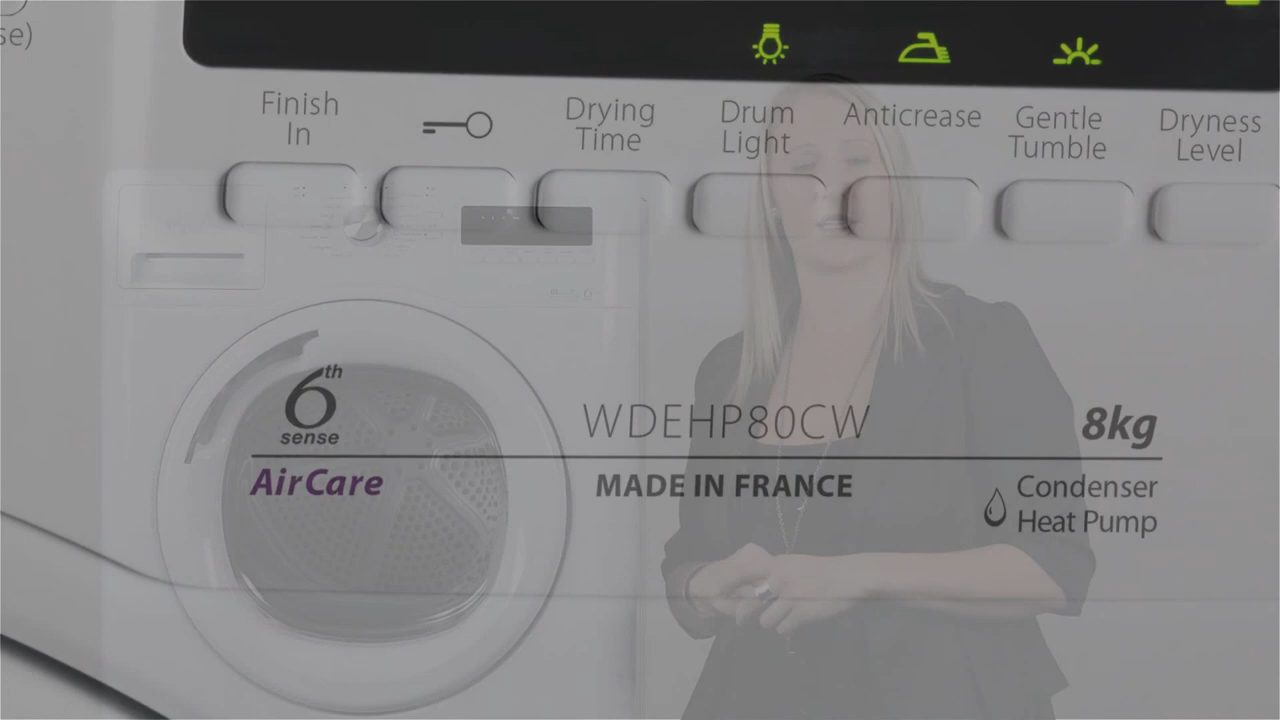 se)
Finish
In
Drying
Time
Drum
Light
Anticrease
Gentle
Tumble
Dryness
Level
6th
sense
WDEHP80CW
8kg
AirCare
MADE IN FRANCE
Condenser
Heat Pump